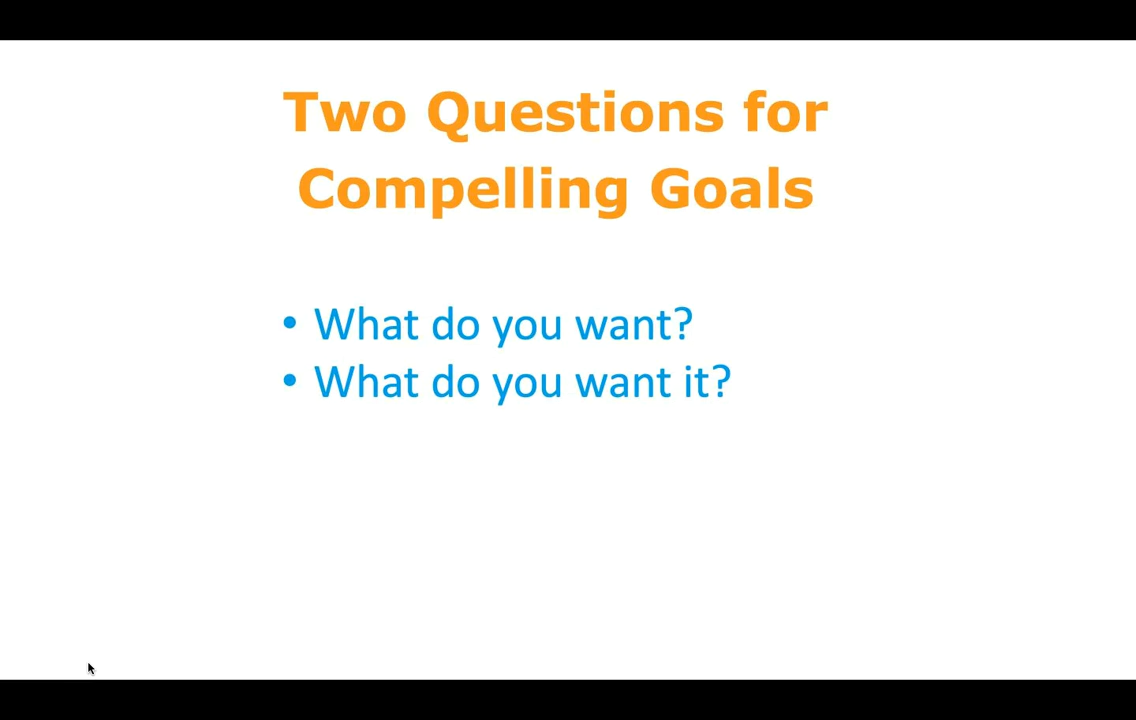 Two Questions for
Compelling Goals
• What do you want?
• What do you want it?